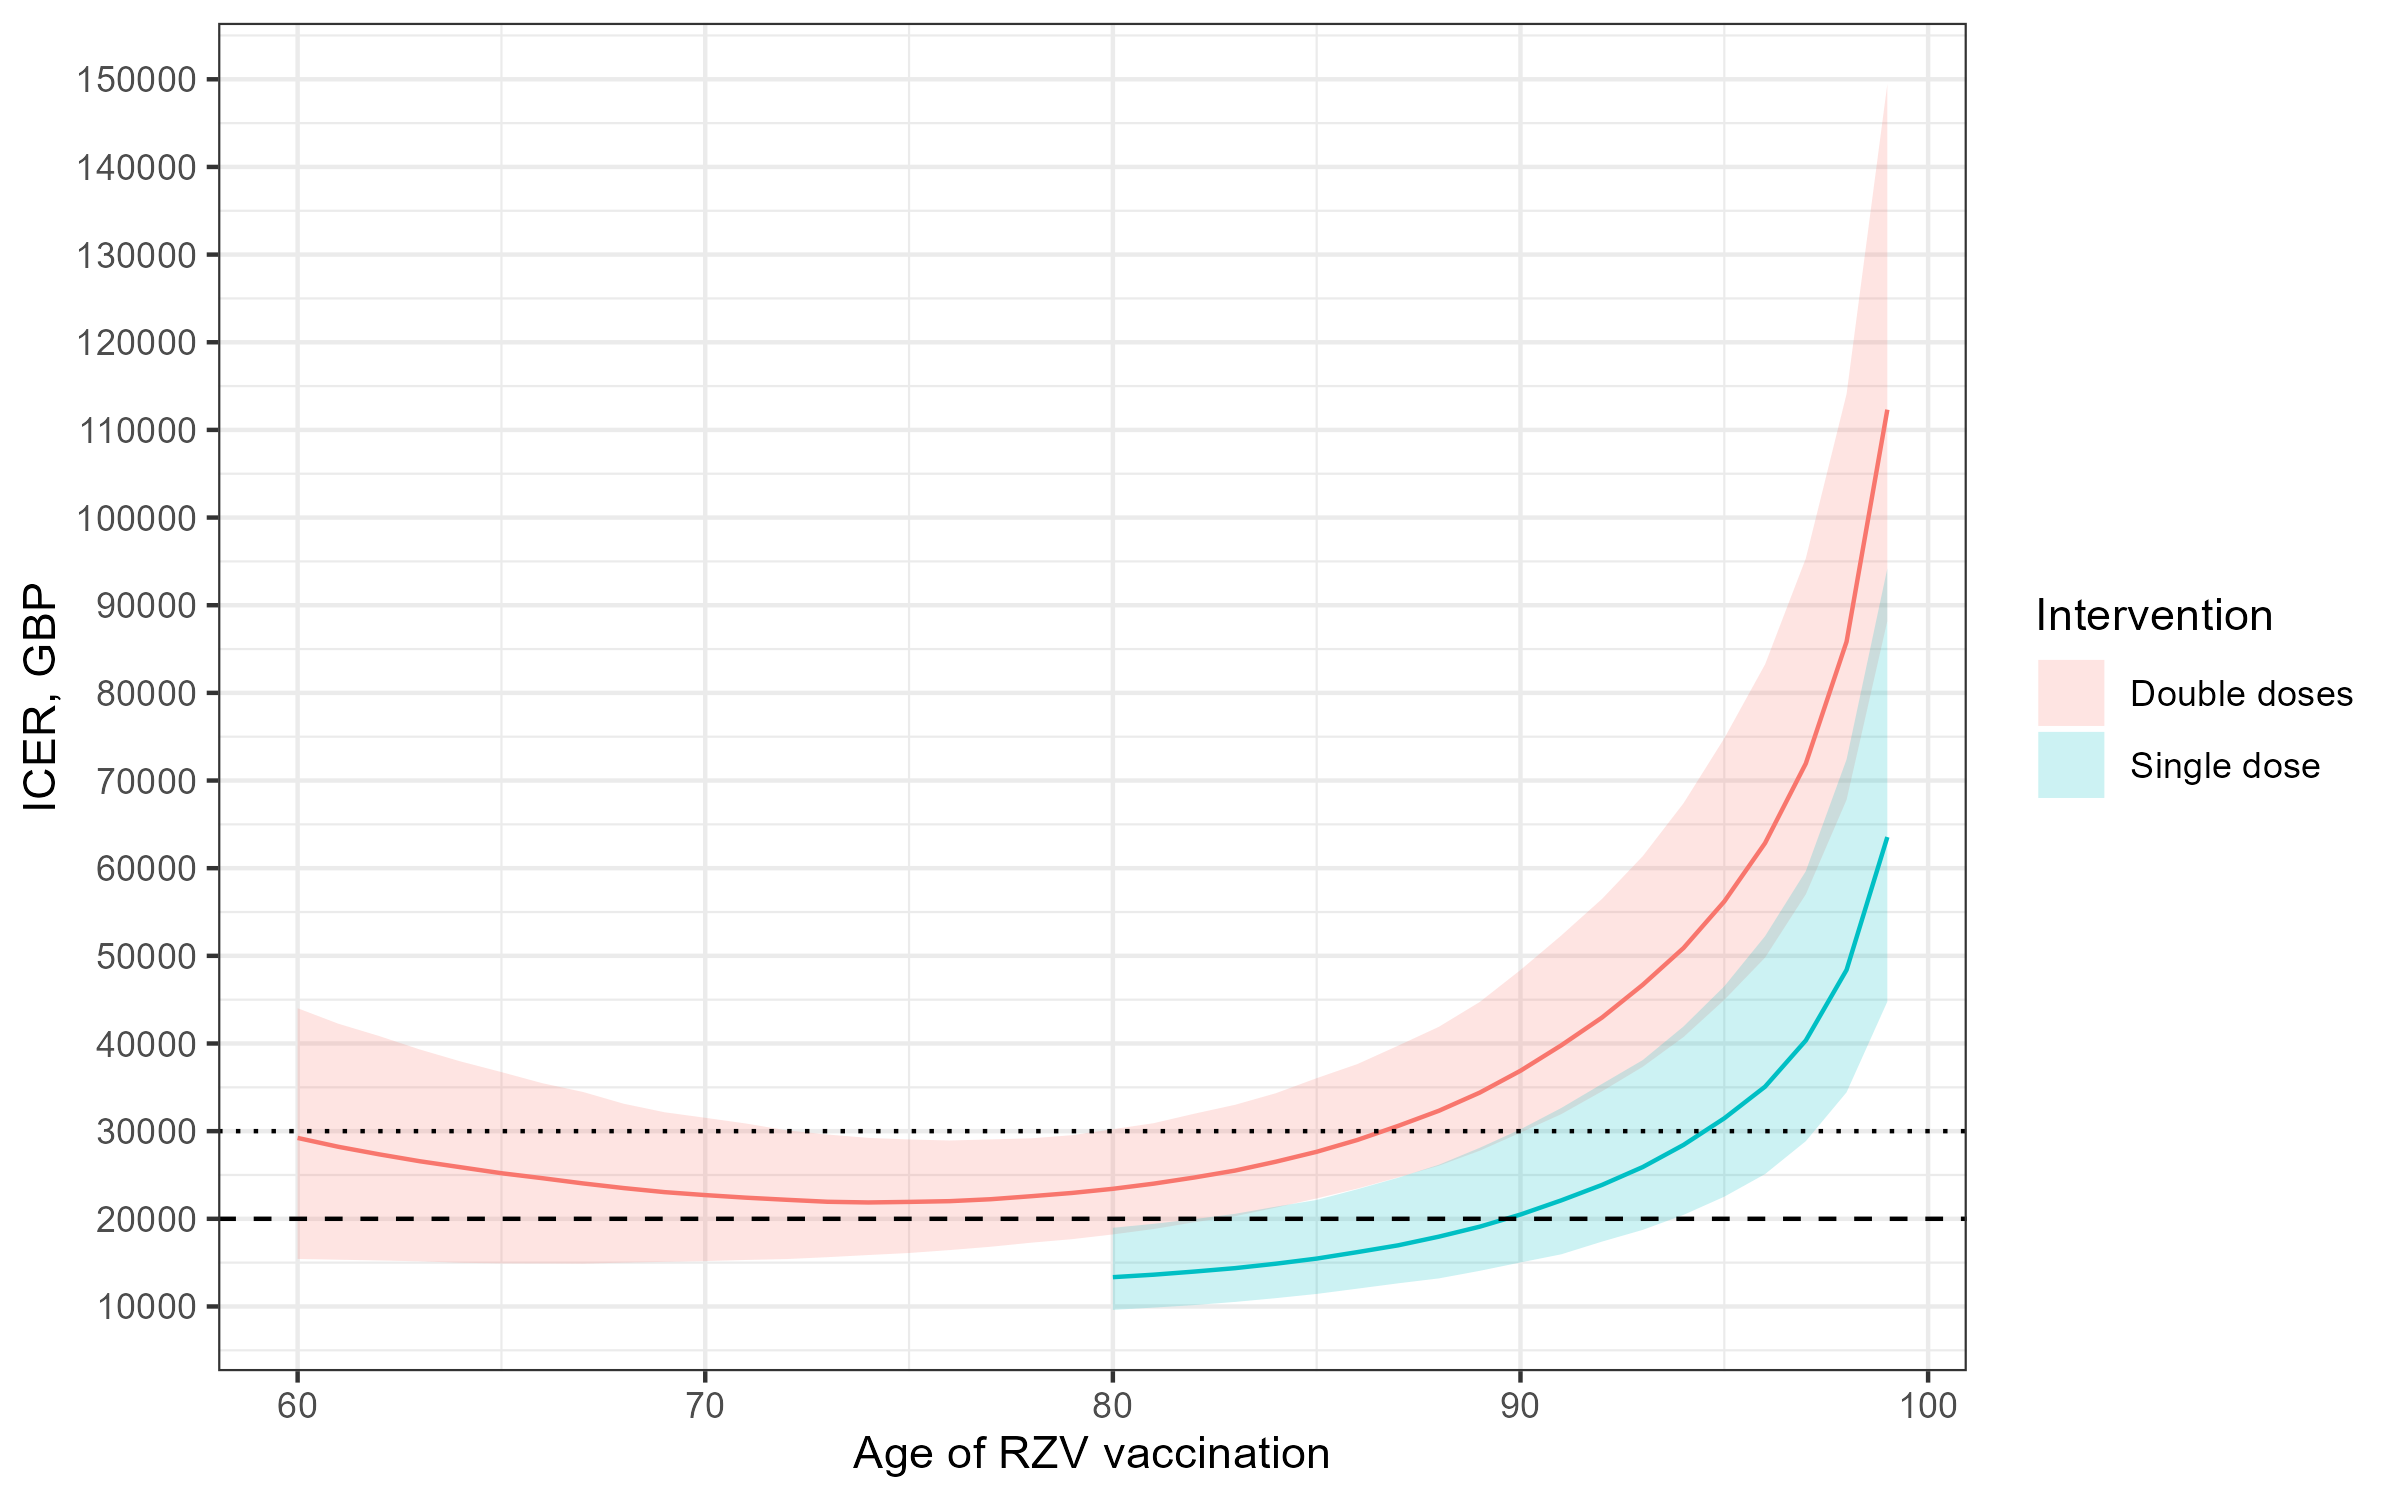 150000
140000
130000
120000
110000
100000
90000
80000
70000
60000
50000
40000
30000
20000
10000
ICER, GBP
60 70 80 90 100
Age of RZV vaccination
Intervention
Double doses
Single dose